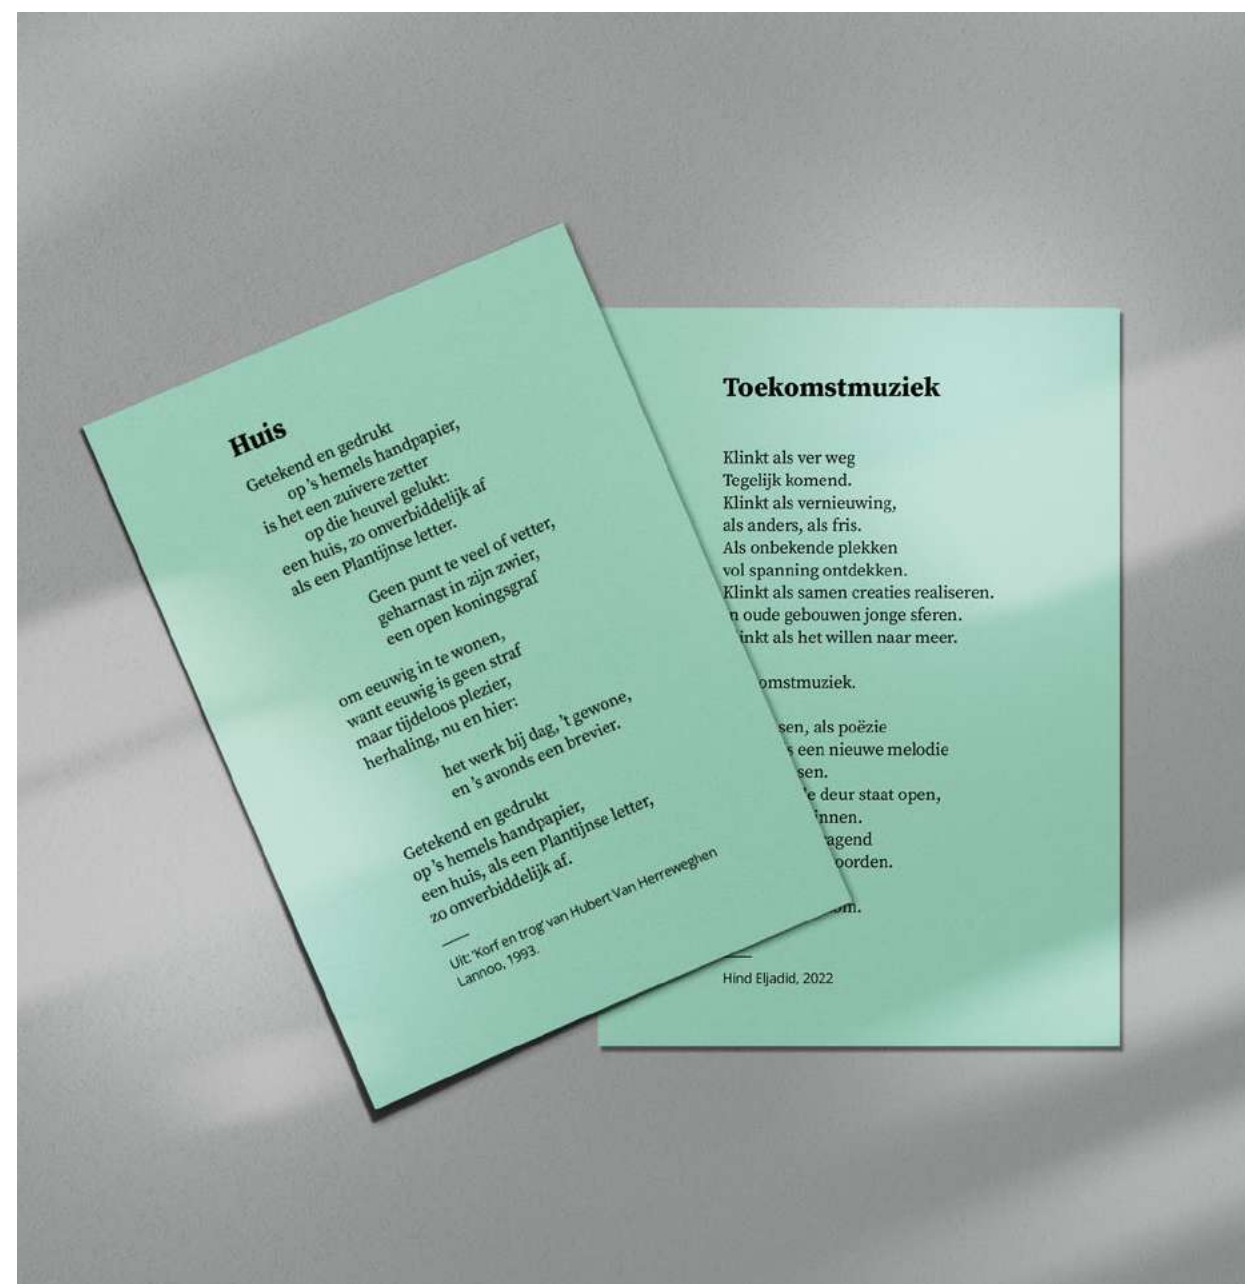 Huis
Getekend en gedrukt
op 's hemels handpapier,
is het een zuivere zetter
op die heuvel gelukt:
een huis, zo onverbiddelijk af
als een Plantijnse letter.
Geen punt te veel of vetter,
geharnast in zijn zwier,
een open koningsgraf
om eeuwig in te wonen,
want eeuwig is geen straf
maar tijdeloos plezier,
herhaling, nu en hier:
het werk bij dag, 't gewone,
en 's avonds een brevier.
Getekend en gedrukt
op 's hemels handpapier,
een huis, als een Plantijnse letter,
zo onverbiddelijk af.
Uit: 'Korf en trog' van Hubert Van Herreweghen
Lannoo, 1993.
Toekomstmuziek
Klinkt als ver weg
Tegelijk komend.
Klinkt als vernieuwing,
als anders, als fris.
Als onbekende plekken
vol spanning ontdekken.
Klinkt als samen creaties realiseren.
oude gebouwen jonge sferen.
als het willen naar meer.
als poëzie
een nieuwe melodie
deur staat open,
Hind Eljadid, 2022